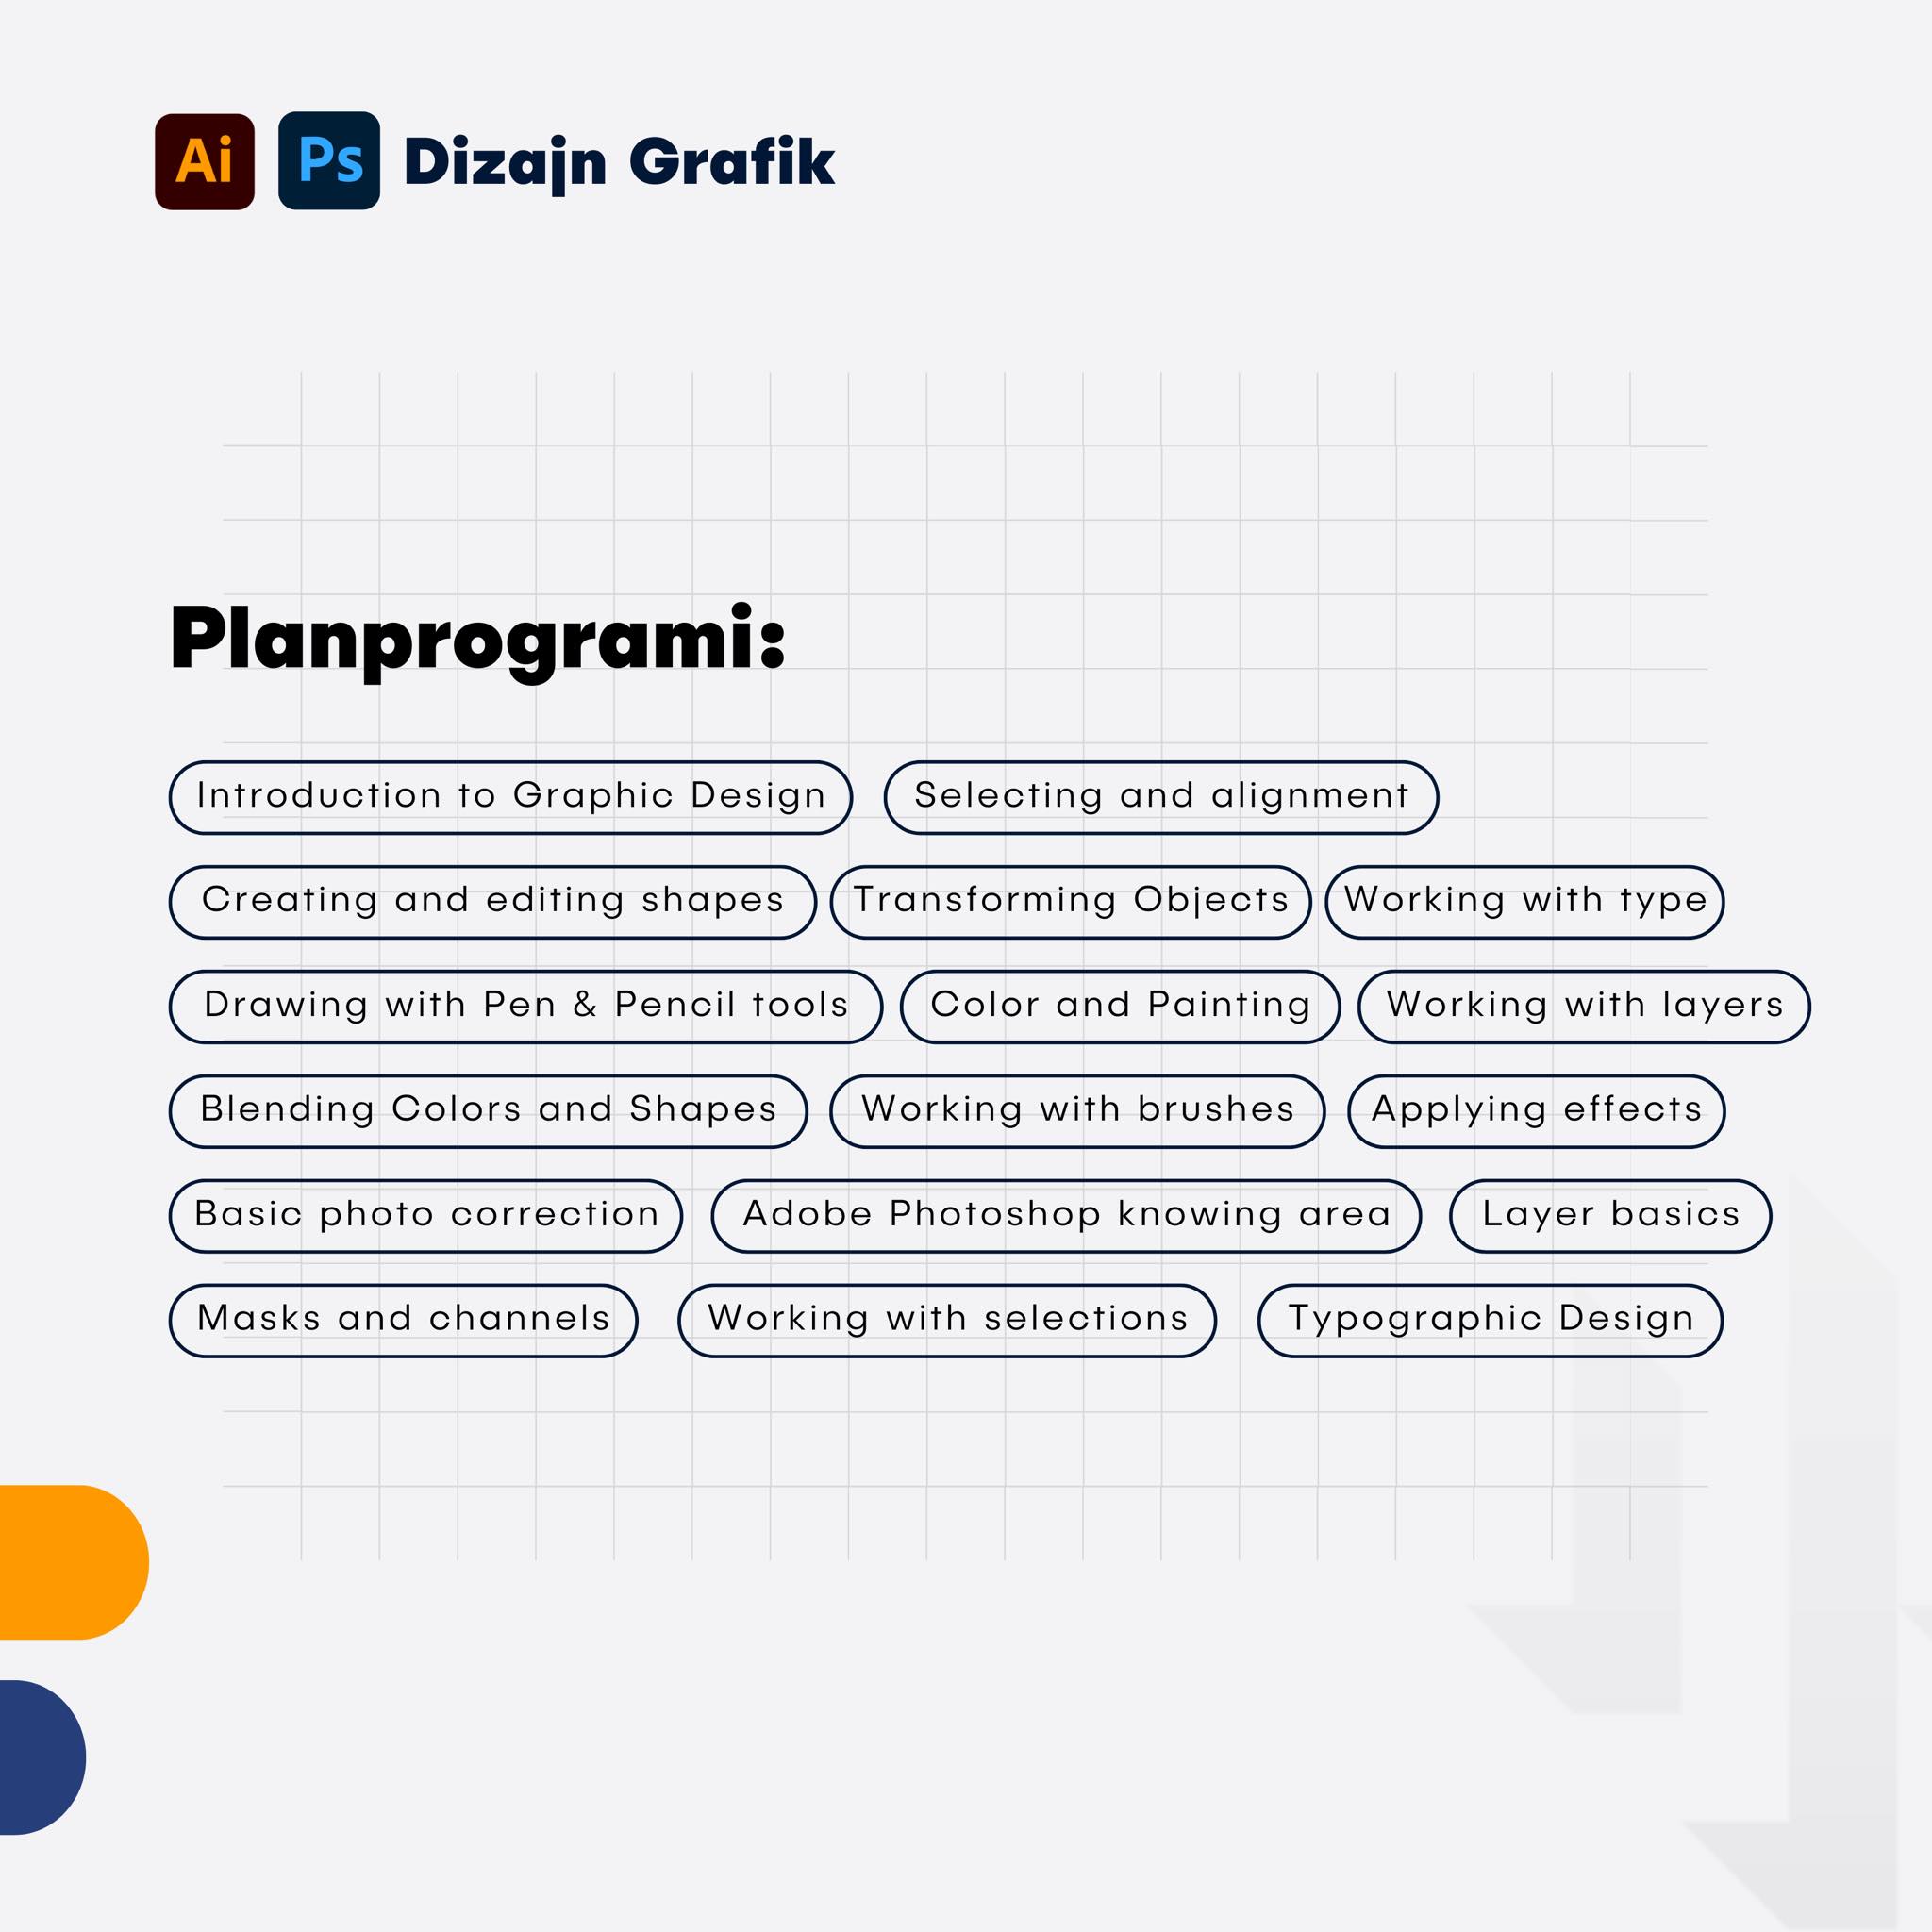 Ai Ps Dizajn Grafik
Planprogrami:
Introduction to Graphic Design Selecting and alignment
Creating and editing shapes Transforming Objects Working with type
Drawing with Pen & Pencil tools Color and Painting Working with layers
Blending Colors and Shapes Working with brushes Applying effects
Basic photo correction Adobe Photoshop knowing area Layer basics
Masks and channels Working with selections Typographic Design